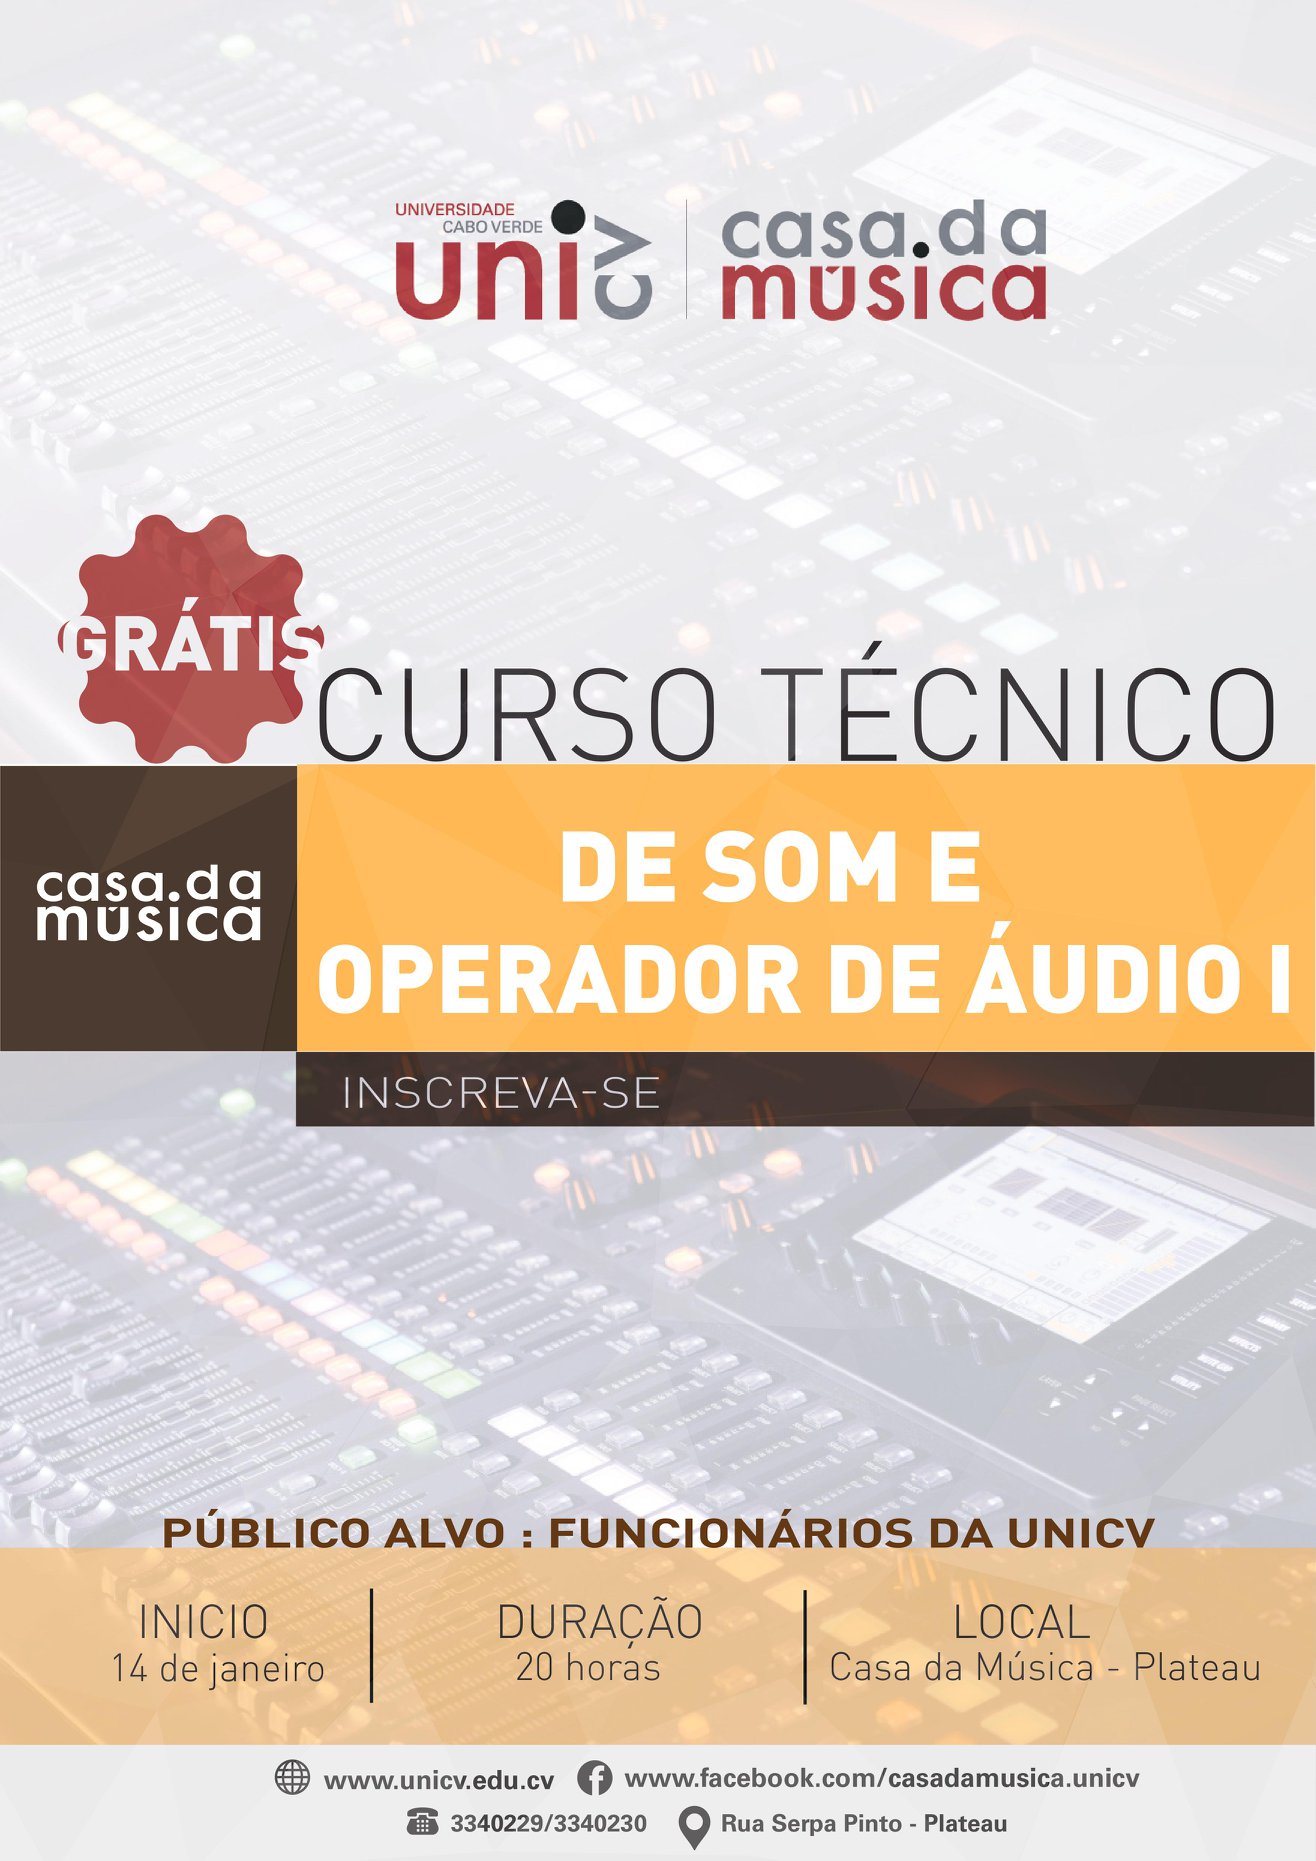 UNIVERSIDADE
CABO VERDE
uni cv
casa.da
música
GRÁTIS
CURSO TÉCNICO
DE SOM E
OPERADOR DE ÁUDIO I
casa.da
música
INSCREVA-SE
PÚBLICO ALVO : FUNCIONÁRIOS DA UNICV
INICIO
14 de janeiro
DURAÇÃO
20 horas
LOCAL
Casa da Música - Plateau
www.unicv.edu.cv
www.facebook.com/casadamusica.unicv
3340229/3340230
Rua Serpa Pinto - Plateau